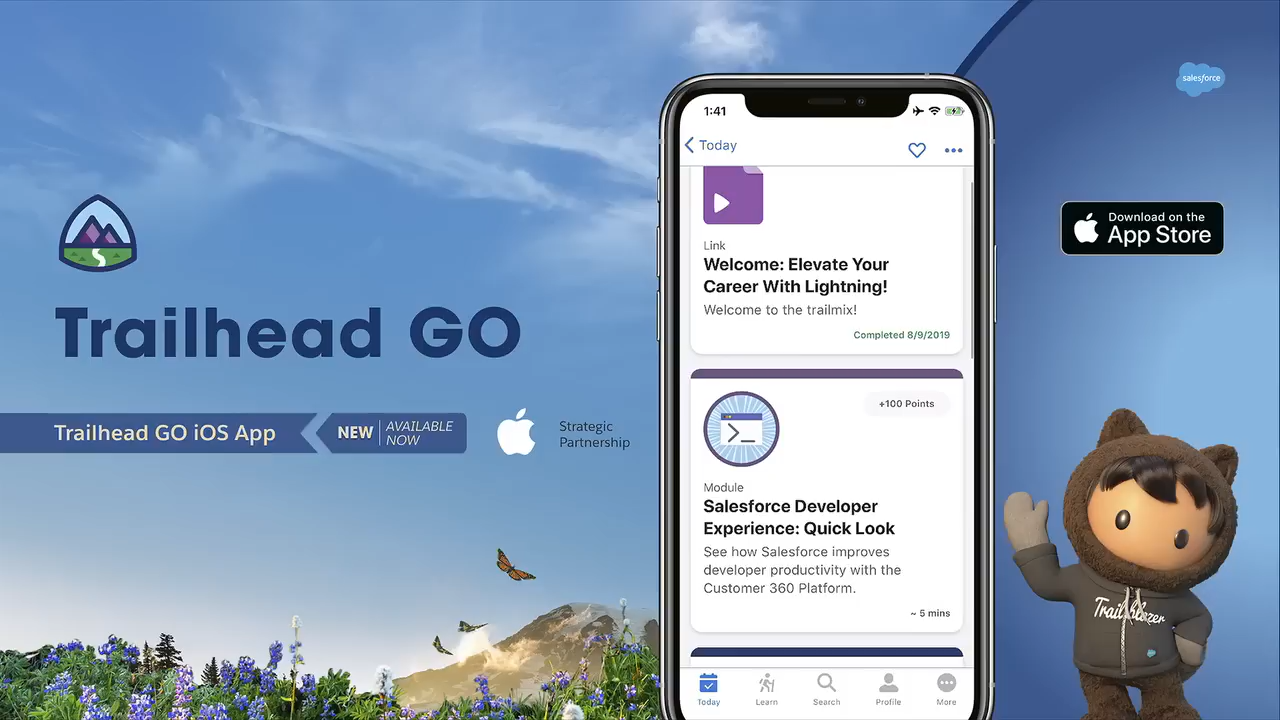 Trailhead GO
Trailhead GO iOS App
NEW
AVAILABLE
NOW
Strategic
Partnership
1:41
Today
Link
Welcome: Elevate Your
Career With Lightning!
Welcome to the trailmix!
Completed 8/9/2019
+100 Points
Module
Salesforce Developer
Experience: Quick Look
See how Salesforce improves
developer productivity with the
Customer 360 Platform.
~ 5 mins
Today
Learn
Search
Profile
More
salesforce
Download on the
App Store
Trailblazer